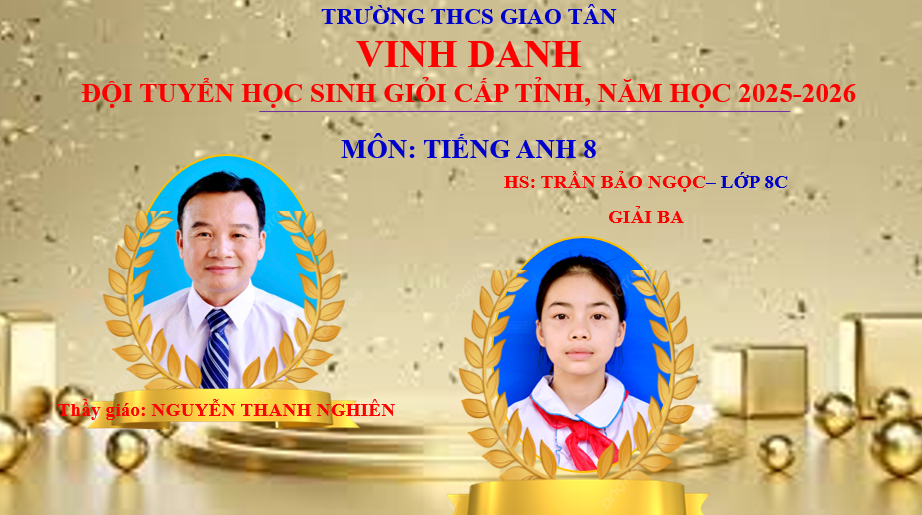 TRƯỜNG THCS GIAO TÂN
VINH DANH
ĐỘI TUYỂN HỌC SINH GIỎI CẤP TỈNH, NĂM HỌC 2025-2026
MÔN: TIẾNG ANH 8
HS: TRẦN BẢO NGỌC– LỚP 8C
GIẢI BA
Thầy giáo: NGUYỄN THANH NGHIÊN